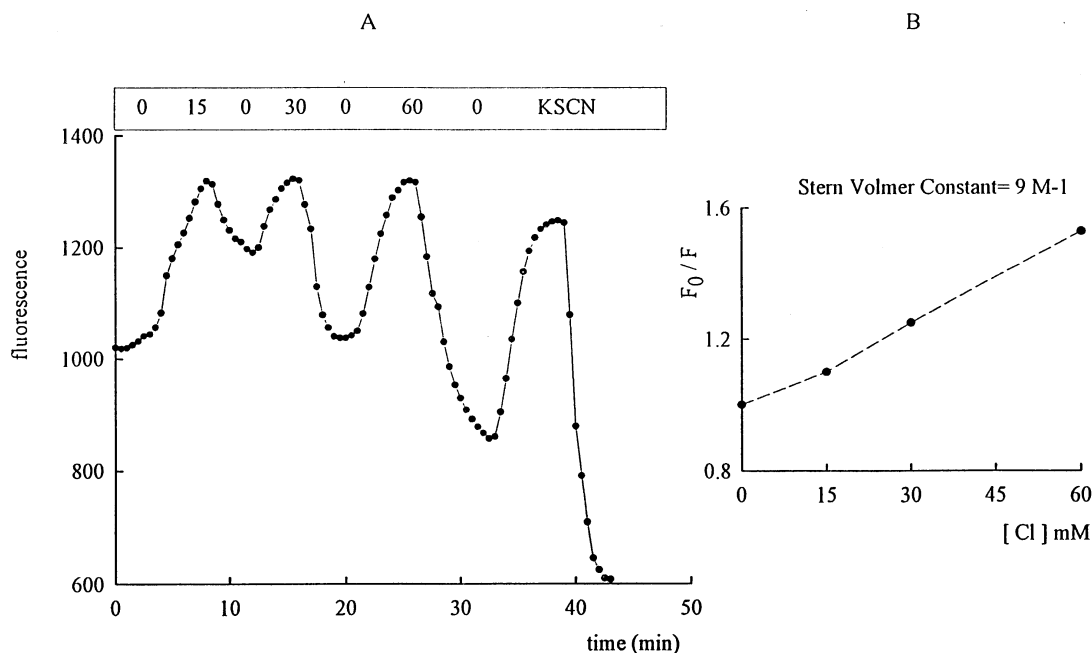 A
B
0 15 0 30 0 60 0 KSCN
1400
1200
1000
800
600
fluorescence
0 10 20 30 40 50
time (min)
Stern Volmer Constant= 9 M-1
1.6
1.2
0.8
F0 / F
0 15 30 45 60
[ Cl ] mM